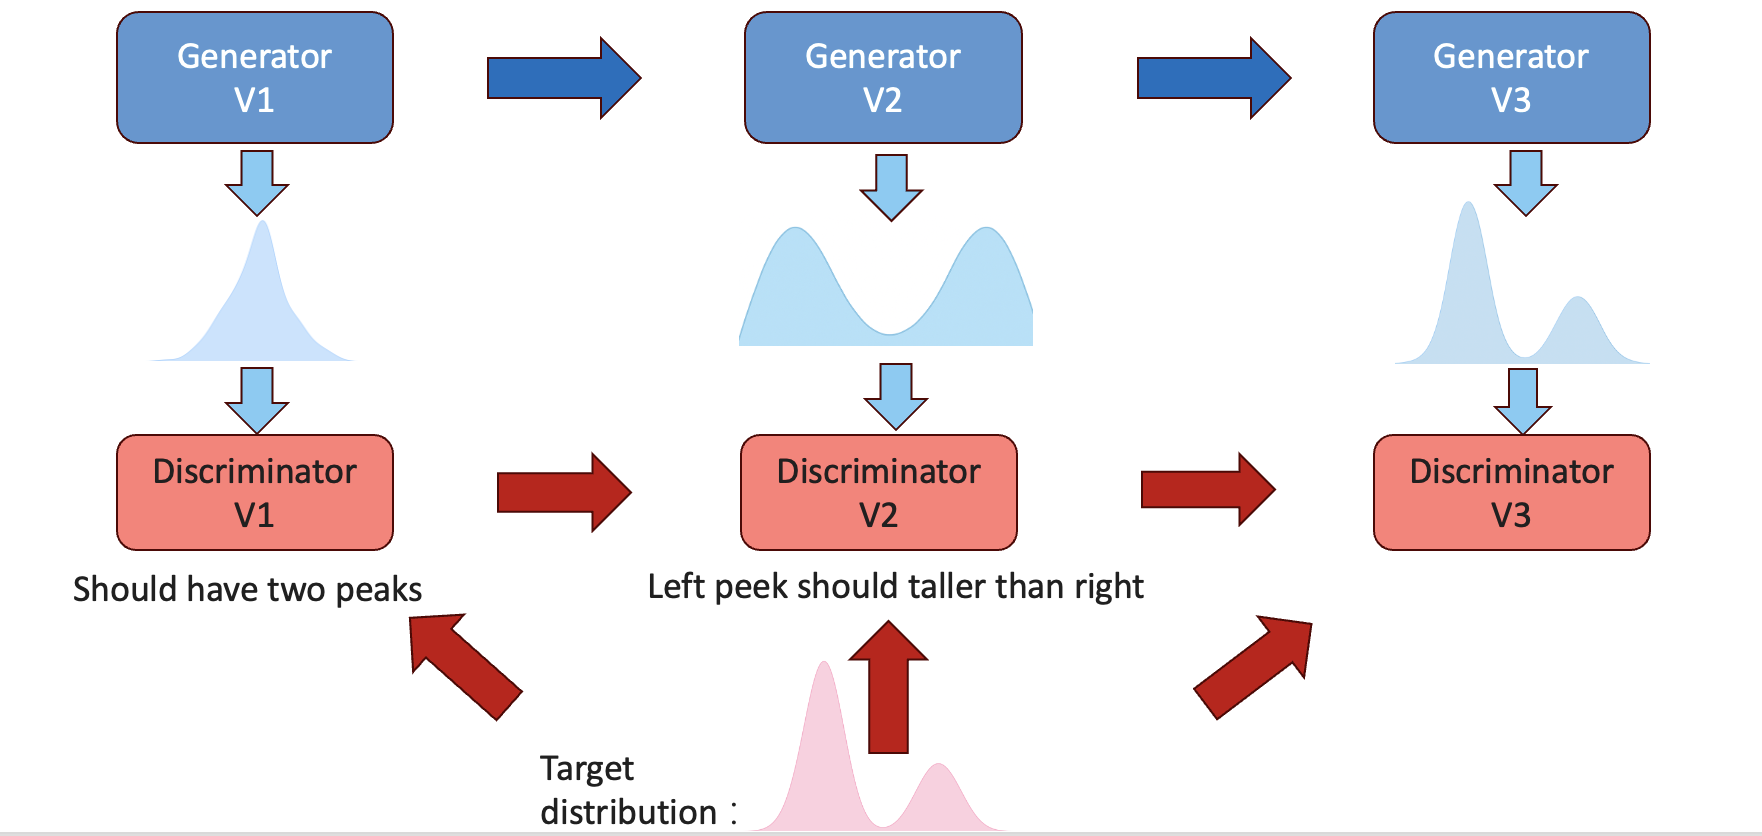 Generator
V1
Generator
V2
Generator
V3
Discriminator
V1
Discriminator
V2
Discriminator
V3
Should have two peaks
Left peek should taller than right
Target
distribution：